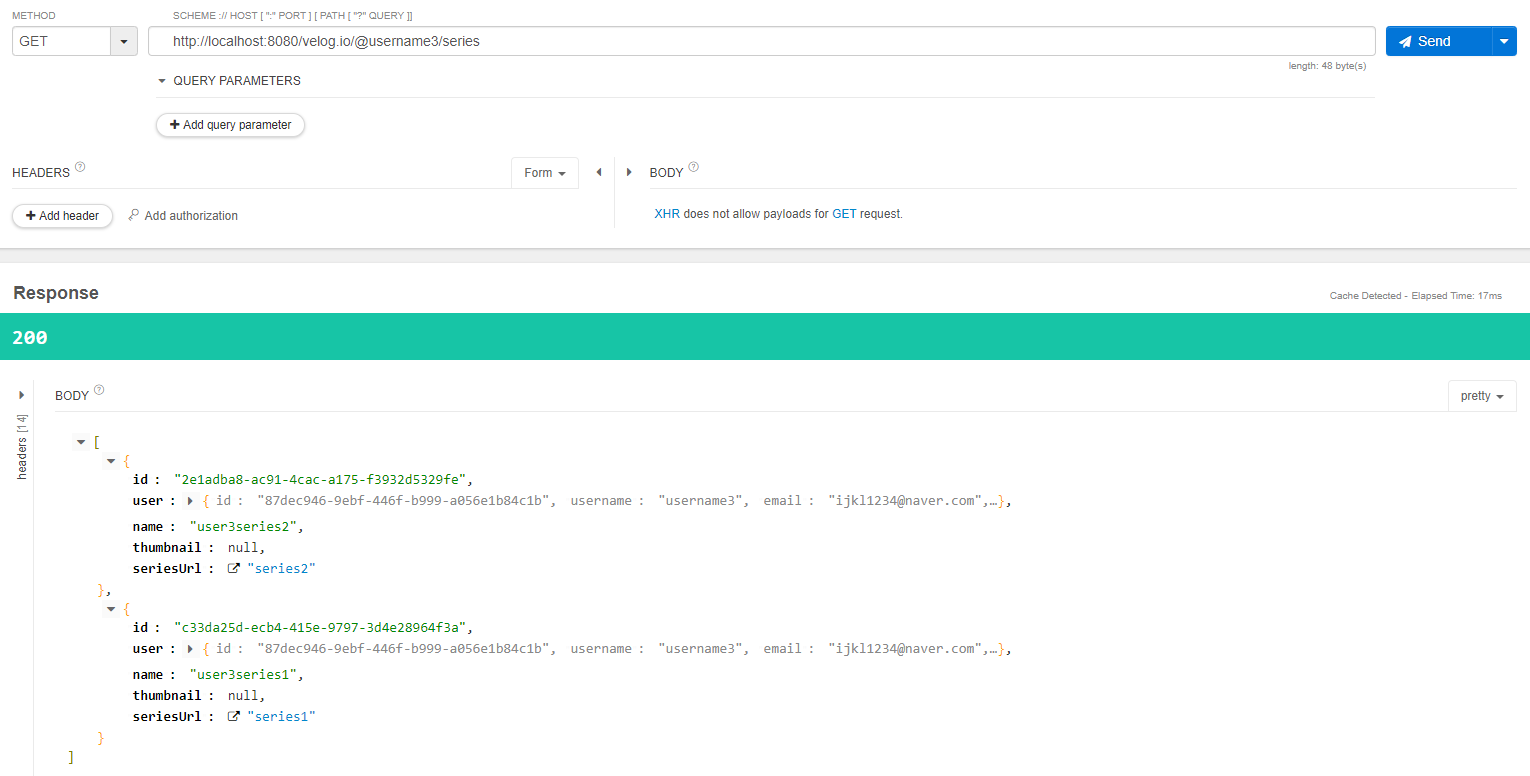 METHOD
SCHEME :// HOST [ ":" PORT ] [ PATH [ "?" QUERY ]]
GET
http://localhost:8080/velog.io/@username3/series
Send
length: 48 byte(s)
QUERY PARAMETERS
+ Add query parameter
HEADERS ?
Form
BODY ?
+ Add header
Add authorization
XHR does not allow payloads for GET request.
Response
Cache Detected - Elapsed Time: 17ms
200
headers [14]
BODY ?
pretty
[
{
id : "2e1adba8-ac91-4cac-a175-f3932d5329fe",
user : { id : "87dec946-9ebf-446f-b999-a056e1b84c1b", username : "username3", email : "ijkl1234@naver.com",…},
name : "user3series2",
thumbnail : null,
seriesUrl : "series2"
},
{
id : "c33da25d-ecb4-415e-9797-3d4e28964f3a",
user : { id : "87dec946-9ebf-446f-b999-a056e1b84c1b", username : "username3", email : "ijkl1234@naver.com",…},
name : "user3series1",
thumbnail : null,
seriesUrl : "series1"
}
]